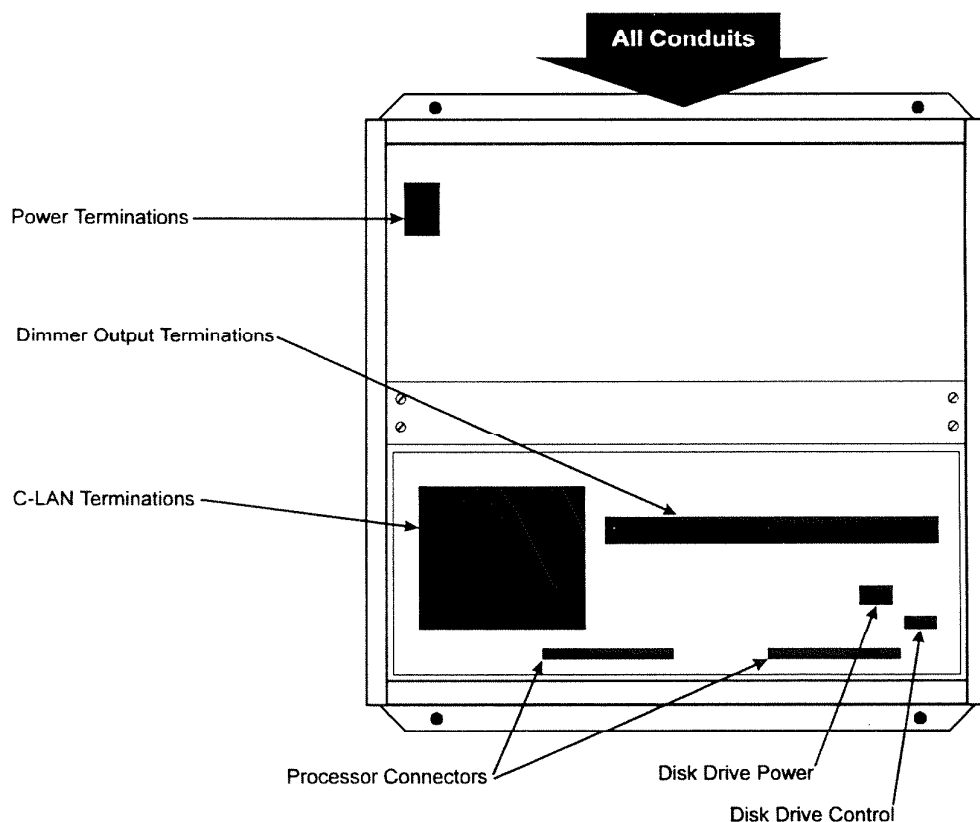 All Conduits
Power Terminations
Dimmer Output Terminations
C-LAN Terminations
Processor Connectors
Disk Drive Power
Disk Drive Control